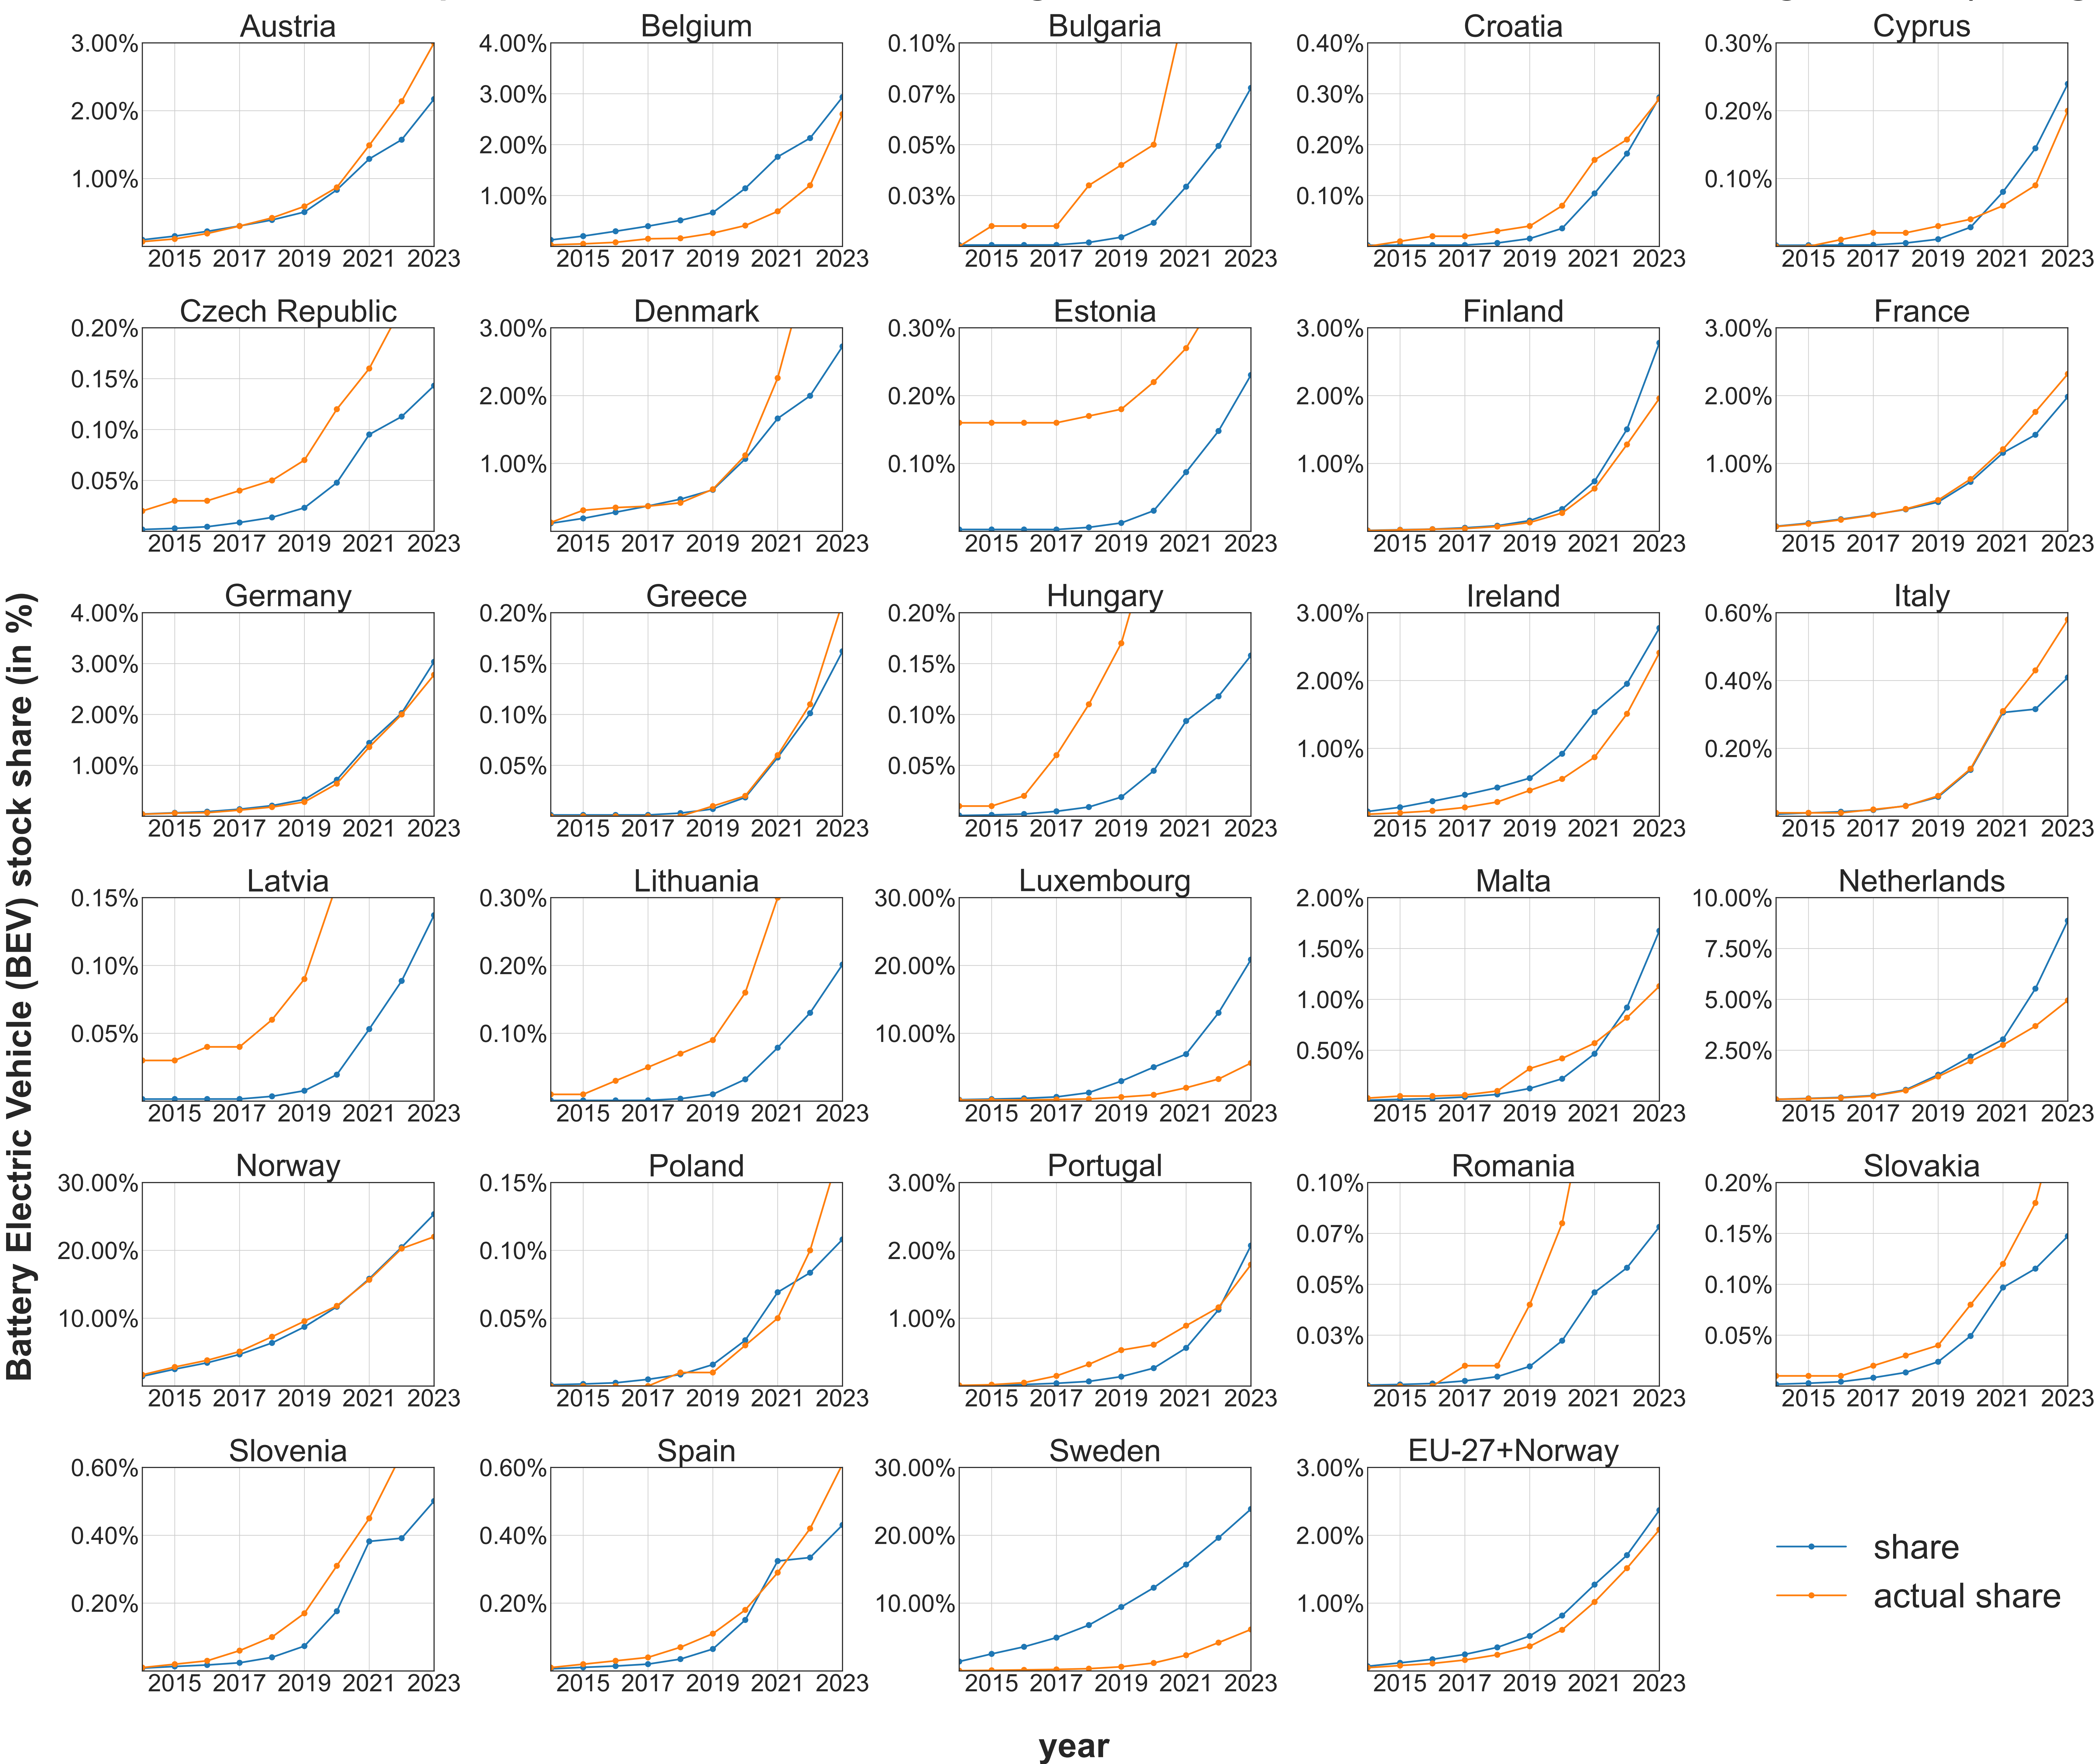 Austria Belgium Bulgaria Croatia Cyprus
3.00% 4.00% 0.10% 0.40% 0.30%
3.00% 0.07% 0.30%
2.00% 2.00% 0.05% 0.20% 0.20%
1.00% 1.00% 0.03% 0.10% 0.10%
2015 2017 2019 2021 2023 2015 2017 2019 2021 2023 2015 2017 2019 2021 2023 2015 2017 2019 2021 2023 2015 2017 2019 2021 2023
Czech Republic Denmark Estonia Finland France
0.20% 3.00% 0.30% 3.00% 3.00%
0.15% 2.00% 0.20% 2.00% 2.00%
0.10%
0.05% 1.00% 0.10% 1.00% 1.00%
2015 2017 2019 2021 2023 2015 2017 2019 2021 2023 2015 2017 2019 2021 2023 2015 2017 2019 2021 2023 2015 2017 2019 2021 2023
Battery Electric Vehicle (BEV) stock share (in %)
Germany Greece Hungary Ireland Italy
4.00% 0.20% 0.20% 3.00% 0.60%
3.00% 0.15% 0.15% 2.00% 0.40%
2.00% 0.10% 0.10%
1.00% 0.05% 0.05% 1.00% 0.20%
2015 2017 2019 2021 2023 2015 2017 2019 2021 2023 2015 2017 2019 2021 2023 2015 2017 2019 2021 2023 2015 2017 2019 2021 2023
Latvia Lithuania Luxembourg Malta Netherlands
0.15% 0.30% 30.00% 2.00% 10.00%
1.50% 7.50%
0.10% 0.20% 20.00% 1.00% 5.00%
0.05% 0.10% 10.00% 0.50% 2.50%
2015 2017 2019 2021 2023 2015 2017 2019 2021 2023 2015 2017 2019 2021 2023 2015 2017 2019 2021 2023 2015 2017 2019 2021 2023
Norway Poland Portugal Romania Slovakia
30.00% 0.15% 3.00% 0.10% 0.20%
0.07% 0.15%
20.00% 0.10% 2.00% 0.05% 0.10%
10.00% 0.05% 1.00% 0.03% 0.05%
2015 2017 2019 2021 2023 2015 2017 2019 2021 2023 2015 2017 2019 2021 2023 2015 2017 2019 2021 2023 2015 2017 2019 2021 2023
Slovenia Spain Sweden EU-27+Norway
0.60% 0.60% 30.00% 3.00%
0.40% 0.40% 20.00% 2.00%
0.20% 0.20% 10.00% 1.00%
2015 2017 2019 2021 2023 2015 2017 2019 2021 2023 2015 2017 2019 2021 2023 2015 2017 2019 2021 2023
share
actual share
year